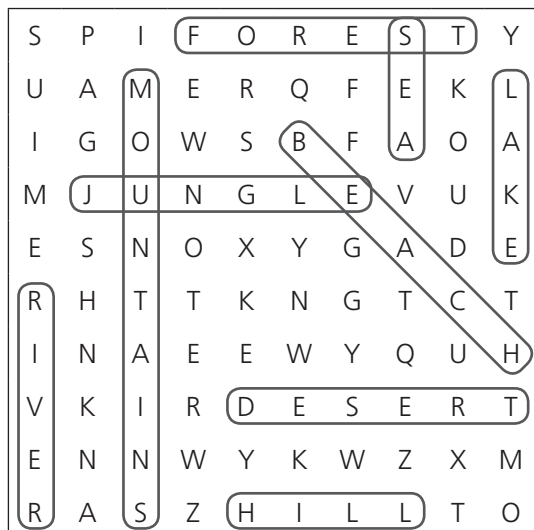 S P I F O R E S T Y
U A M E R Q F E K L
I G O W S B F A O A
M J U N G L E V U K
E S N O X Y G A D E
R H T T K N G T C T
I N A E E W Y Q U H
V K I R D E S E R T
E N N W Y K W Z X M
R A S Z H I L L T O